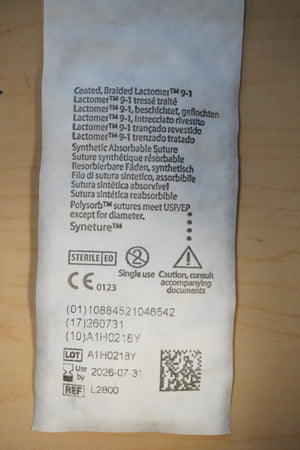 Coated, Braided Lactomer™ 9-1
Lactomer™ 9-1 tressé traité
Lactomer™ 9-1, beschichtet, geflochten
Lactomer™ 9-1, intrecciato rivestito
Lactomer™ 9-1 trançado revestido
Lactomer™ 9-1 trenzado tratado
Synthetic Absorbable Suture
Suture synthétique résorbable
Resorbierbare Fäden, synthetisch
Filo di sutura sintetico, assorbibile
Sutura sintética absorvível
Sutura sintética reabsorbible
Polysorb™ sutures meet USP/EP
except for diameter.
Syneture™
STERILE EO
2
Single use
Caution, consult
accompanying
documents
CE 0123
(01)10884521046542
(17)260731
(10)A1H0218Y
LOT A1H0218Y
Use by 2026-07-31
REF L2800